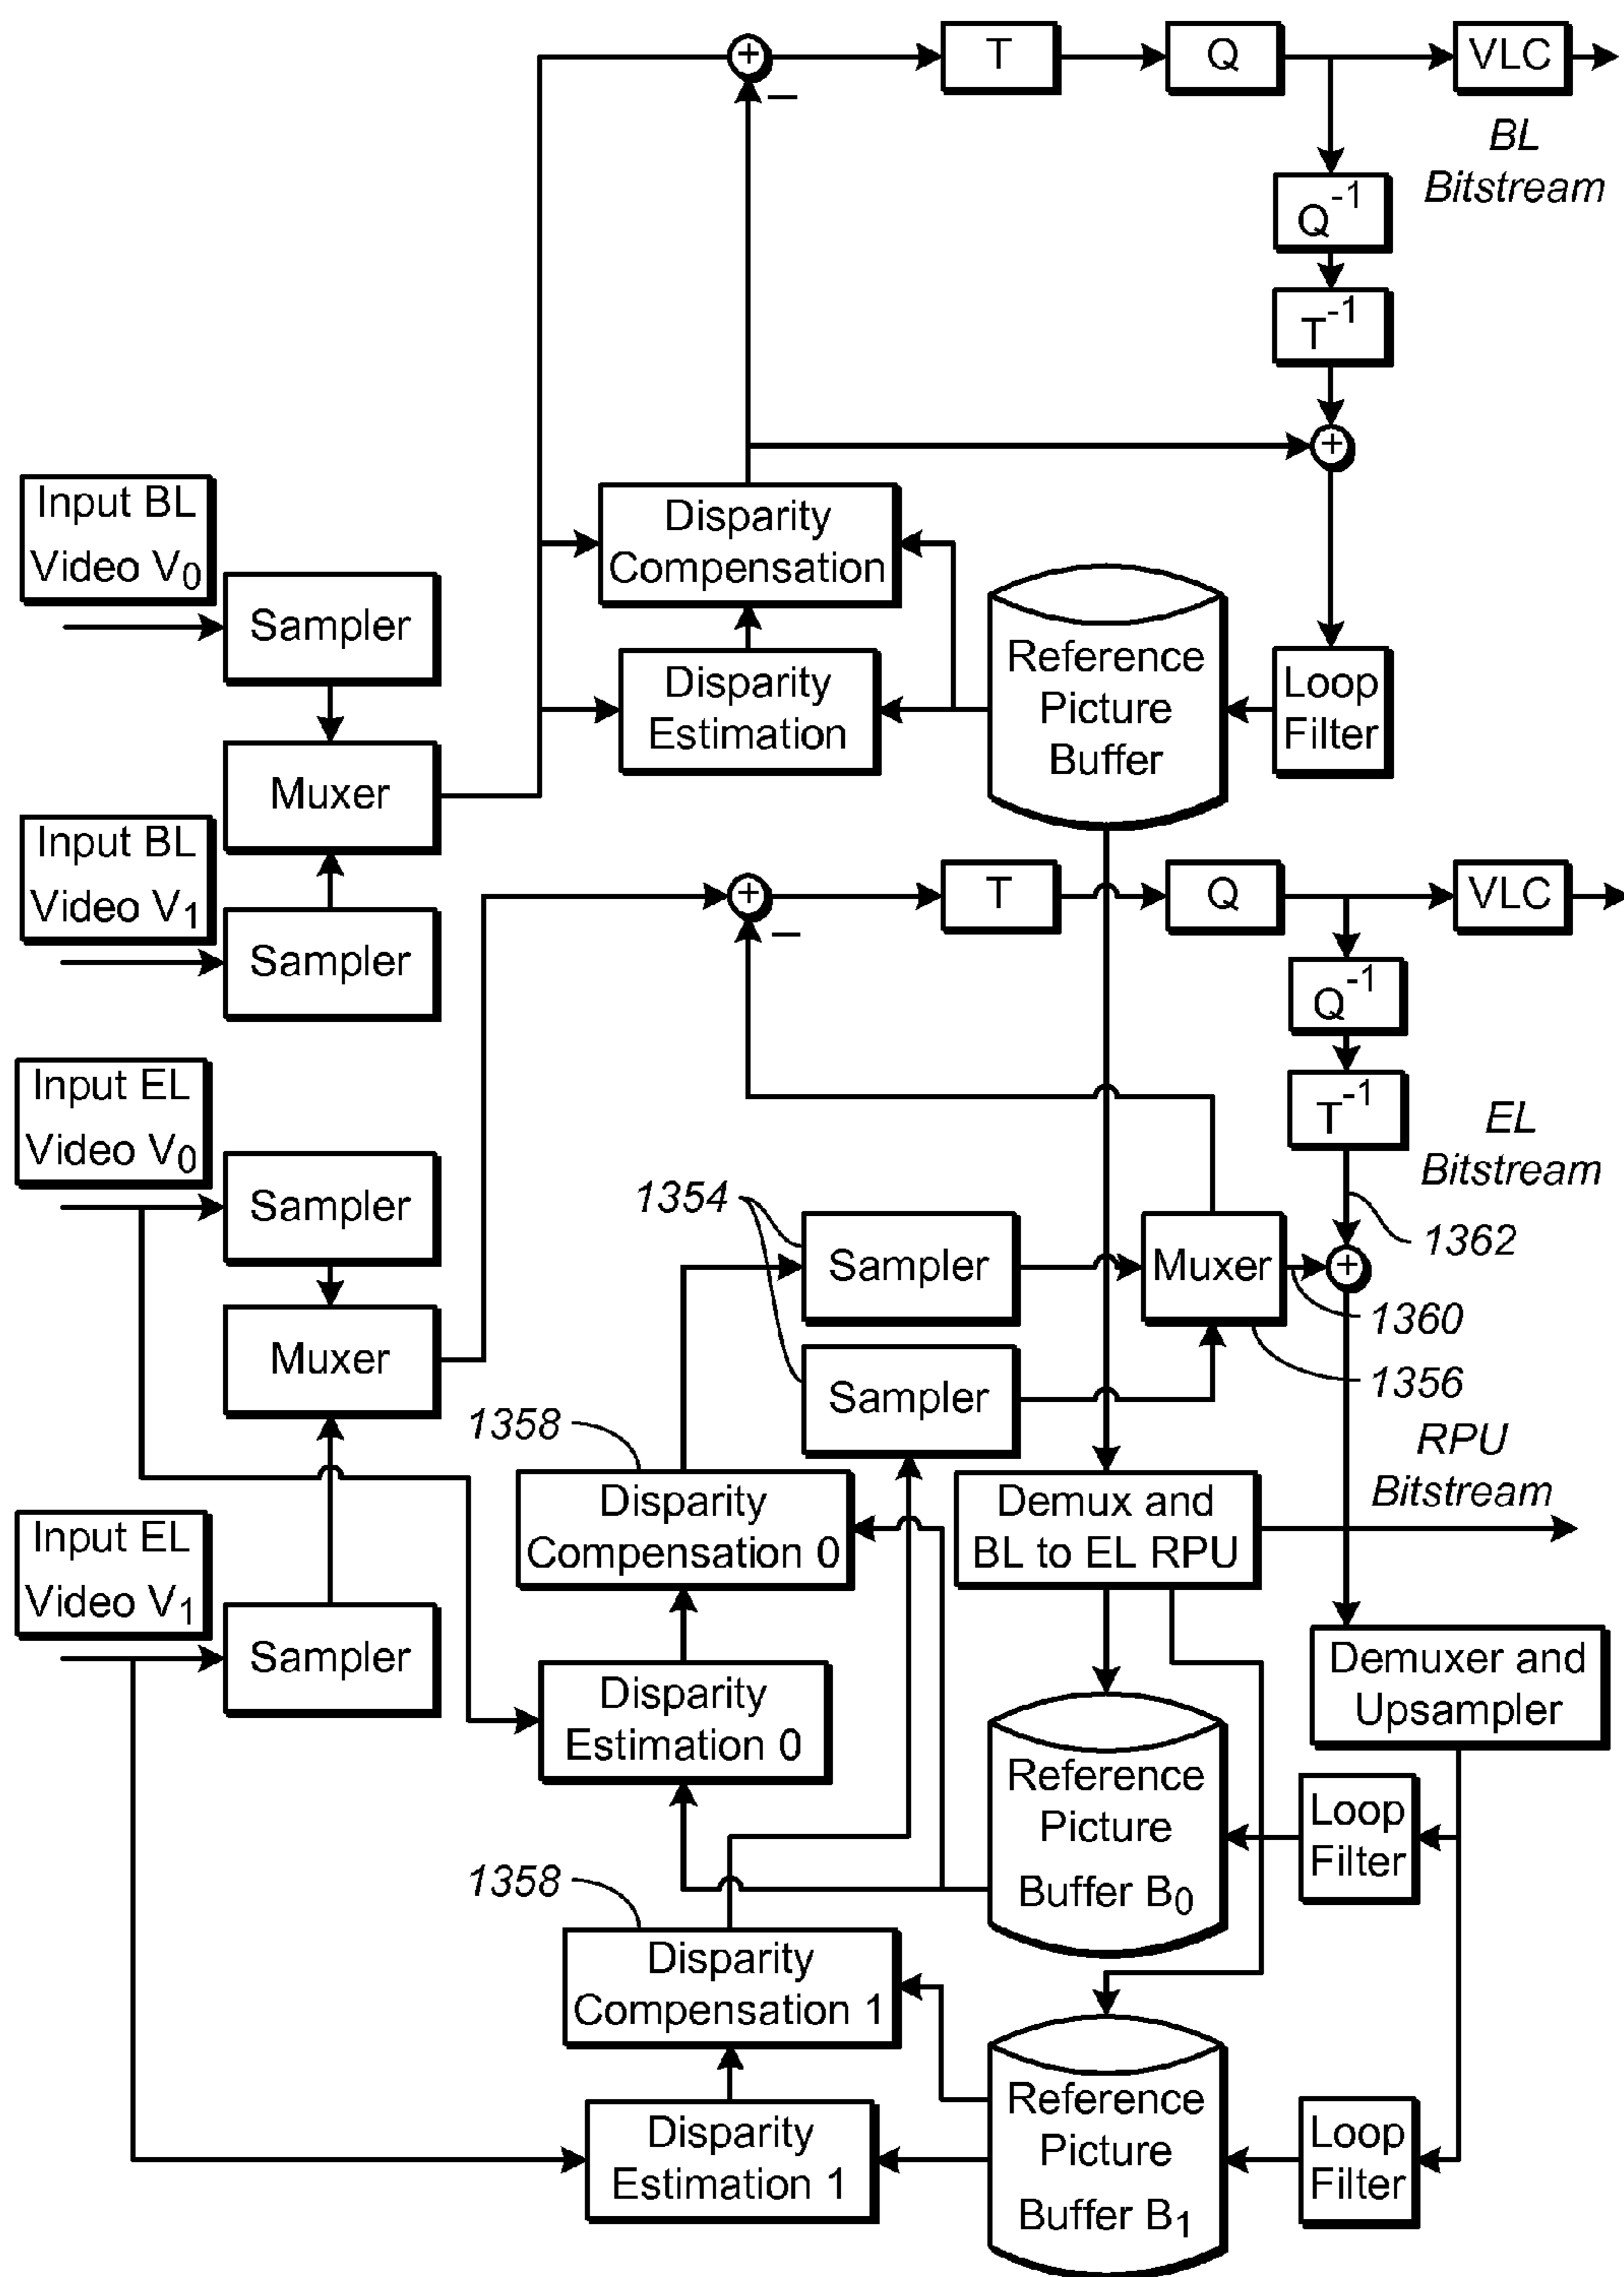 +
−
T
Q
VLC
BL
Bitstream
Q⁻¹
T⁻¹
+
Input BL
Video V₀
Sampler
Disparity
Compensation
Disparity
Estimation
Reference
Picture
Buffer
Loop
Filter
Muxer
Input BL
Video V₁
Sampler
+
−
T
Q
VLC
Q⁻¹
T⁻¹
EL
Bitstream
Input EL
Video V₀
Sampler
Muxer
1354
Sampler
Sampler
Muxer
1362
+
1360
1356
RPU
Bitstream
1358
Disparity
Compensation 0
Demux and
BL to EL RPU
Input EL
Video V₁
Sampler
Disparity
Estimation 0
Demuxer and
Upsampler
Reference
Picture
Buffer B₀
Loop
Filter
1358
Disparity
Compensation 1
Disparity
Estimation 1
Reference
Picture
Buffer B₁
Loop
Filter